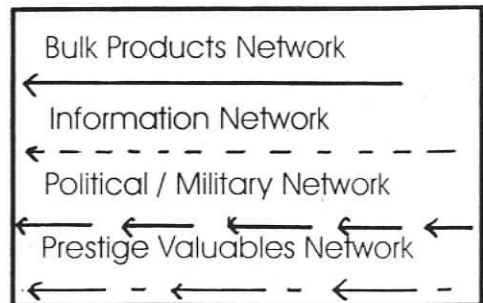 Bulk Products Network
Information Network
Political / Military Network
Prestige Valuables Network